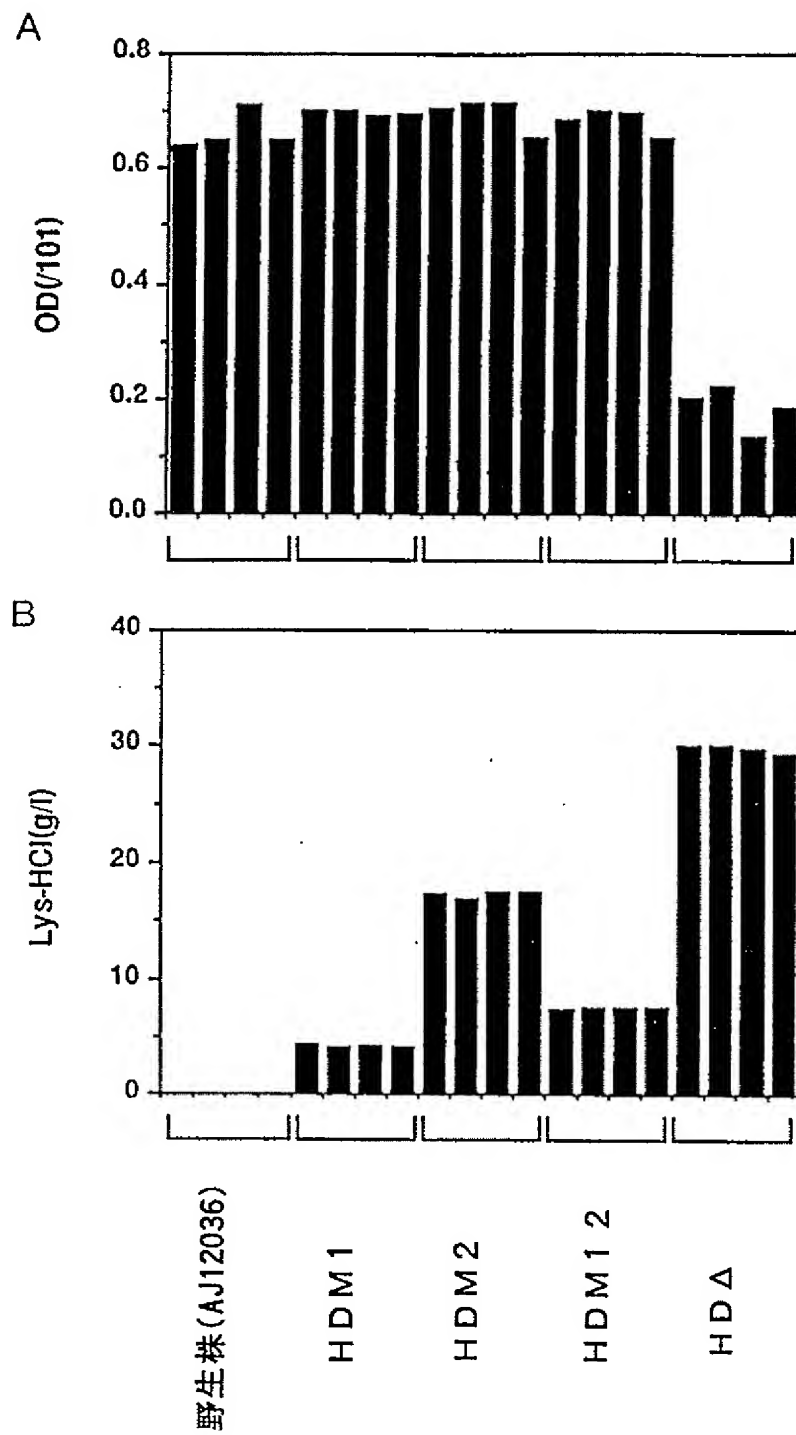 A
0.8
0.6
0.4
0.2
0.0
OD(/101)
B
40
30
20
10
0
Lys-HCl(g/l)
野生株(AJ12036)
HDM1
HDM2
HDM12
HDΔ